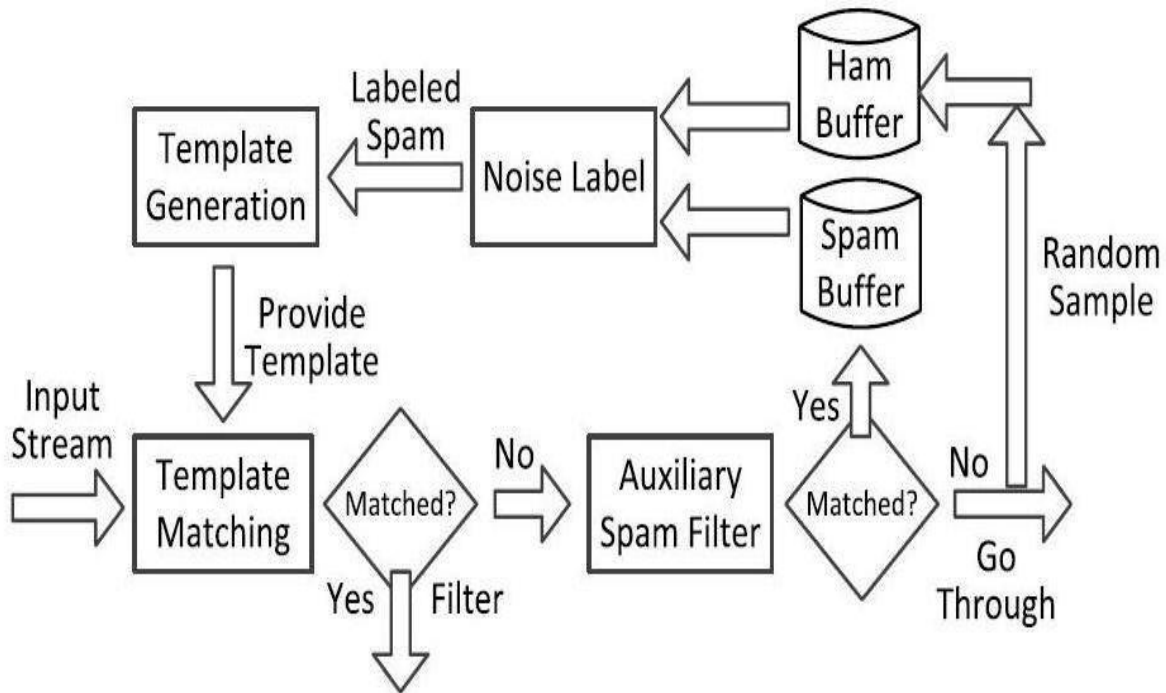 Ham
Buffer
Labeled
Spam
Template
Generation
Noise Label
Spam
Buffer
Random
Sample
Provide
Template
Input
Stream
Template
Matching
Matched?
No
Yes
Filter
Auxiliary
Spam Filter
Yes
Matched?
No
Go
Through